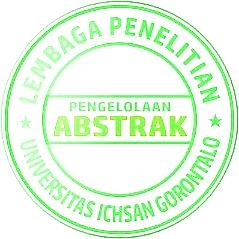 LEMBAGA PENELITIAN
PENGELOLAAN
ABSTRAK
UNIVERSITAS ICHSAN GORONTALO